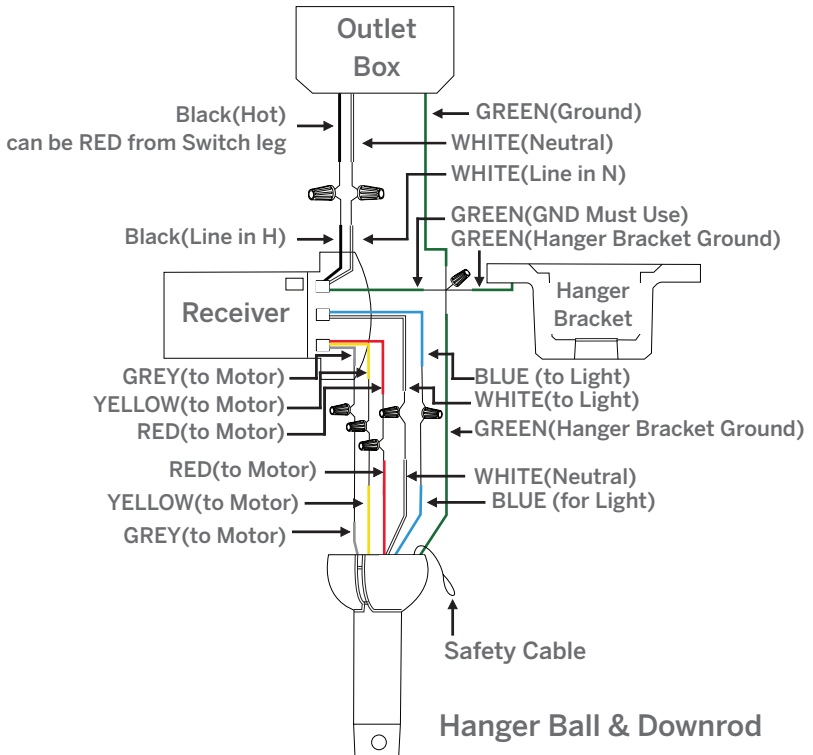 Outlet
Box
Black(Hot)
can be RED from Switch leg
GREEN(Ground)
WHITE(Neutral)
WHITE(Line in N)
GREEN(GND Must Use)
Black(Line in H)
GREEN(Hanger Bracket Ground)
Receiver
Hanger
Bracket
GREY(to Motor)
BLUE (to Light)
YELLOW(to Motor)
WHITE(to Light)
RED(to Motor)
GREEN(Hanger Bracket Ground)
RED(to Motor)
WHITE(Neutral)
YELLOW(to Motor)
BLUE (for Light)
GREY(to Motor)
Safety Cable
Hanger Ball & Downrod